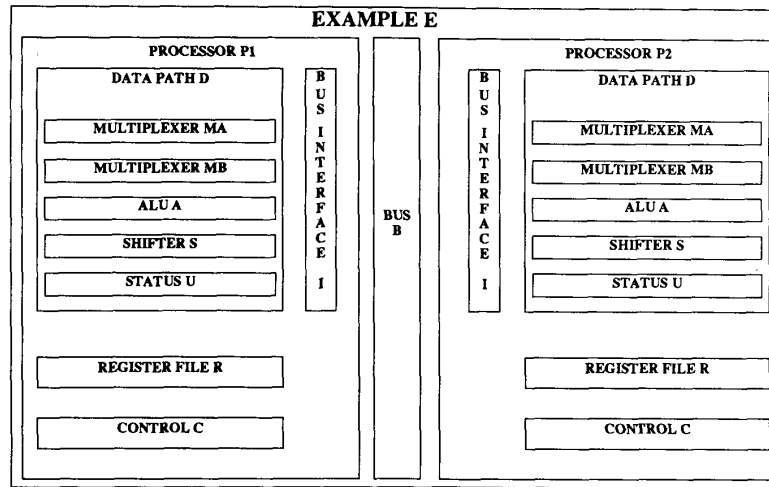 EXAMPLE E
PROCESSOR P1
DATA PATH D
MULTIPLEXER MA
MULTIPLEXER MB
ALU A
SHIFTER S
STATUS U
BUS INTERFACE I
REGISTER FILE R
CONTROL C
BUS
B
PROCESSOR P2
BUS INTERFACE I
DATA PATH D
MULTIPLEXER MA
MULTIPLEXER MB
ALU A
SHIFTER S
STATUS U
REGISTER FILE R
CONTROL C